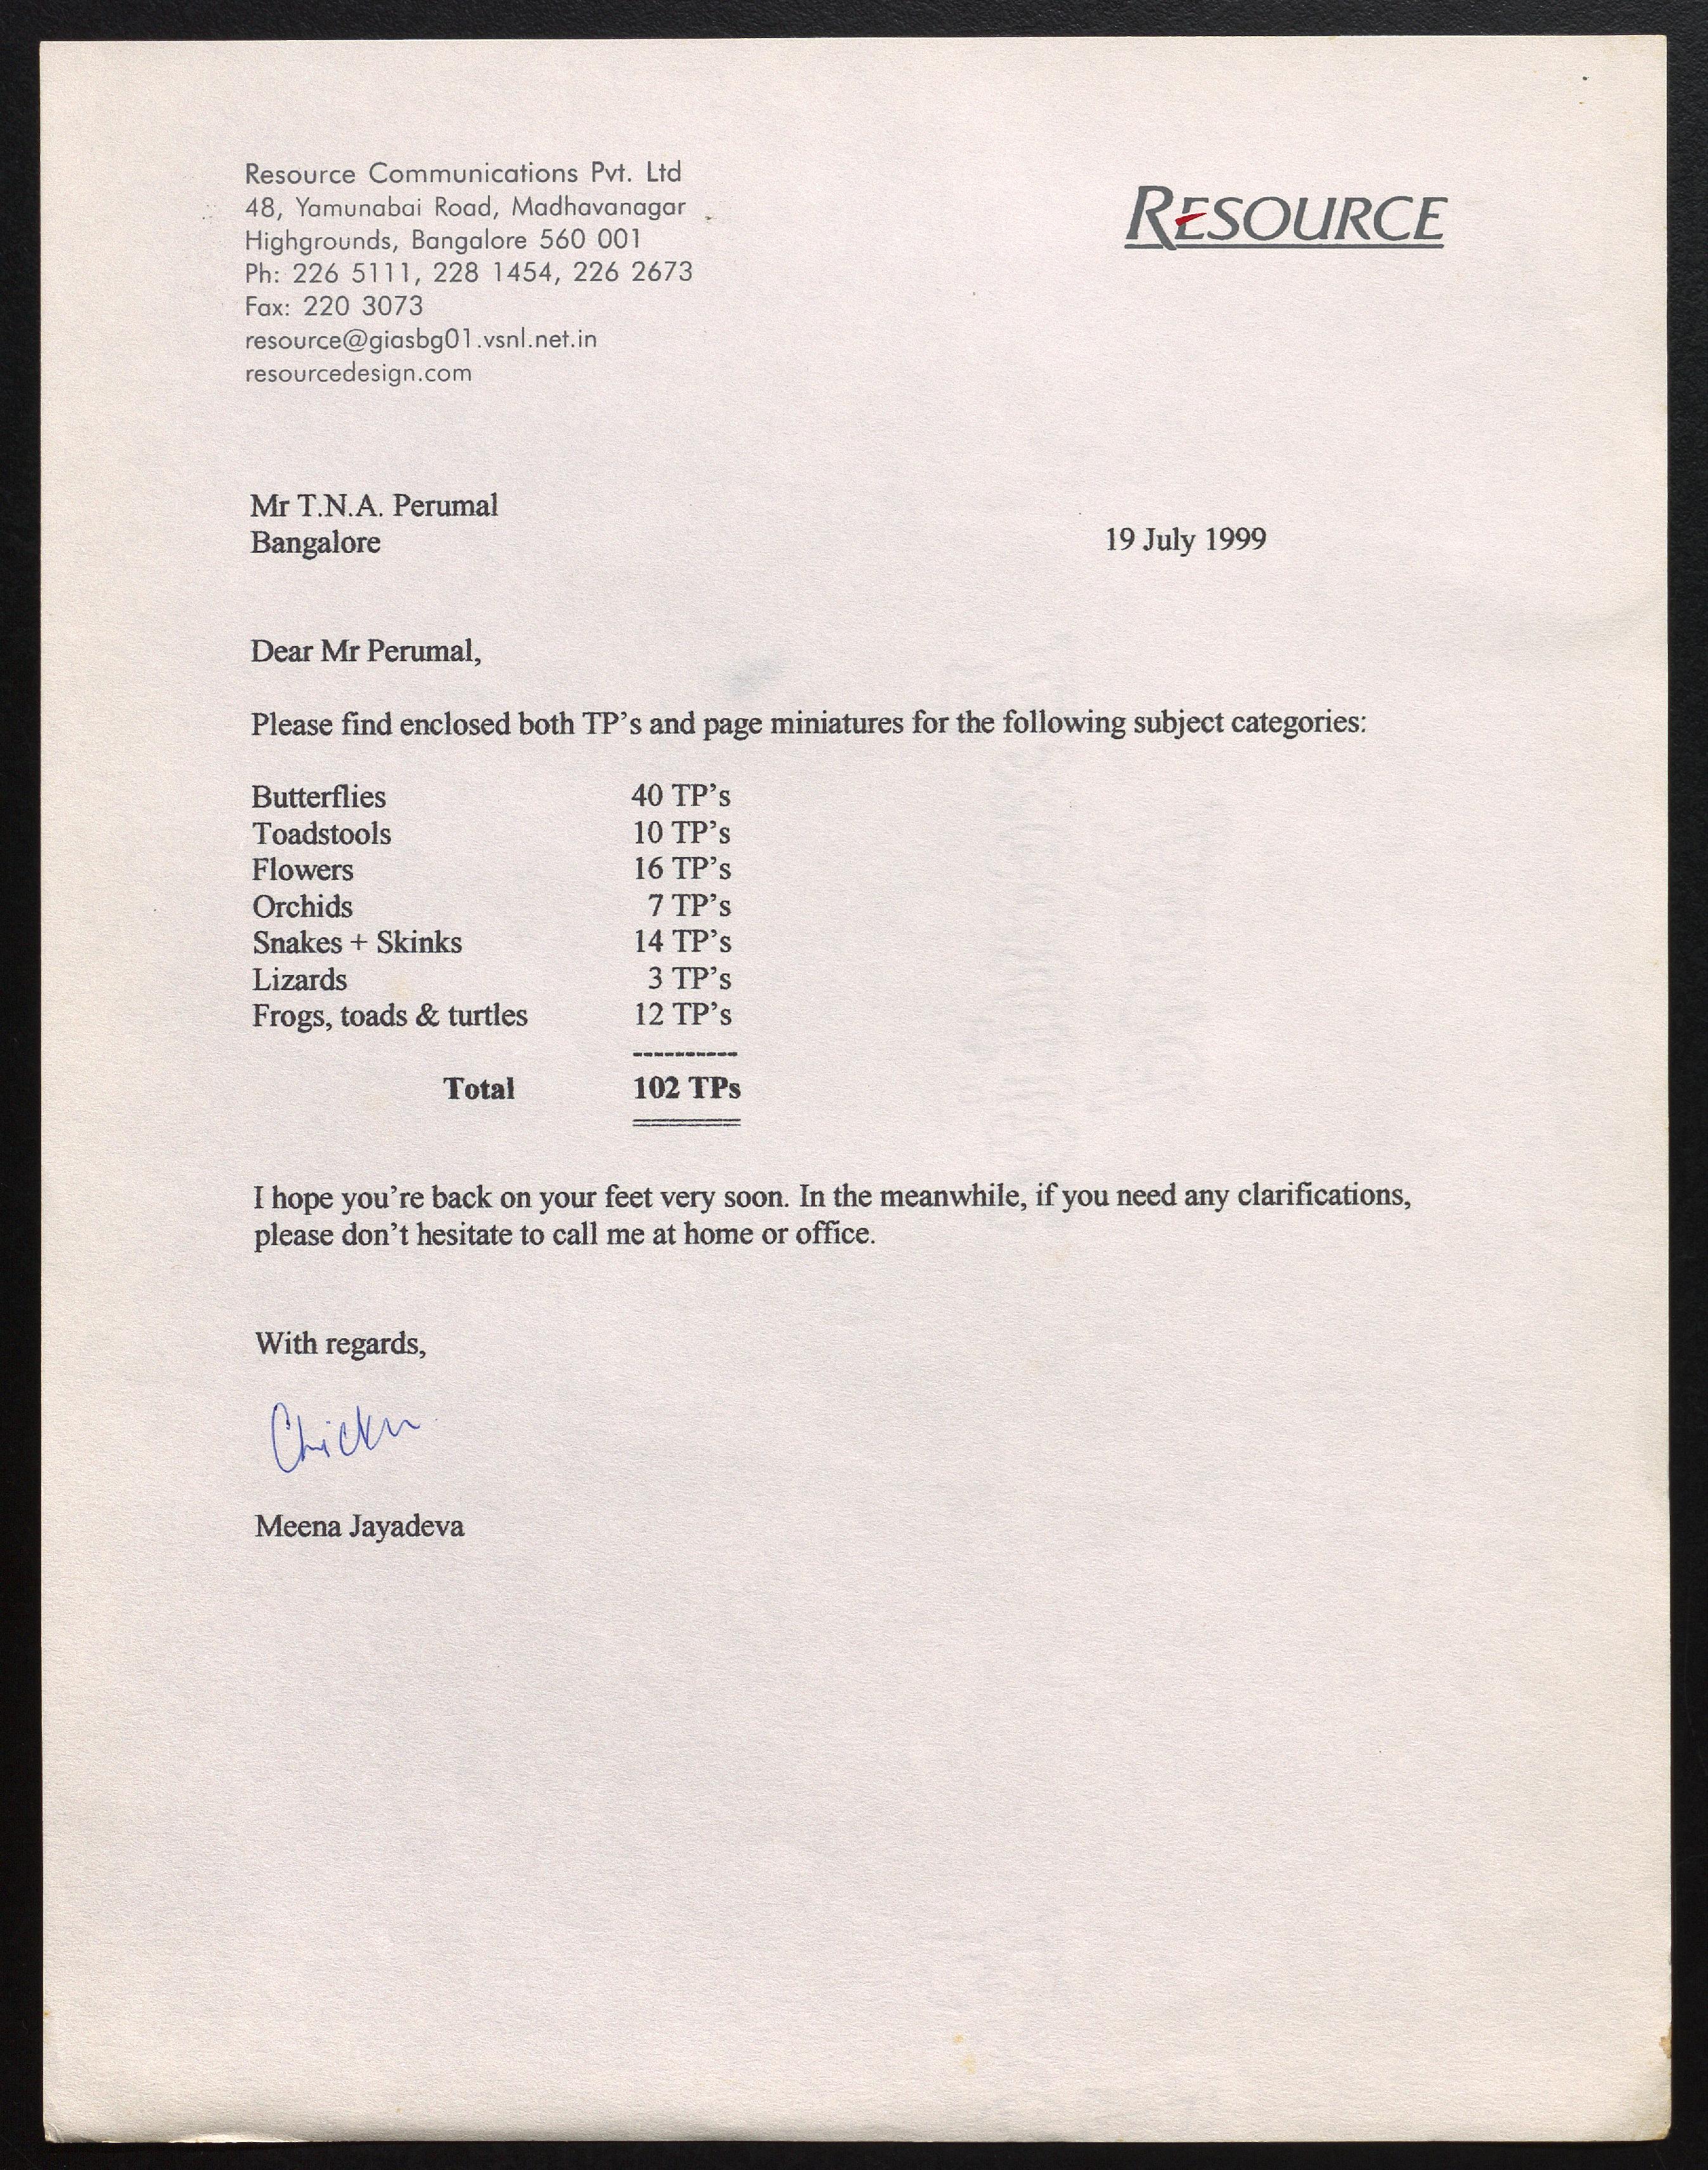 Resource Communications Pvt. Ltd
48, Yamunabai Road, Madhavanagar
Highgrounds, Bangalore 560 001
Ph: 226 5111, 228 1454, 226 2673
Fax: 220 3073
resource@giasbg01.vsnl.net.in
resourcedesign.com
RESOURCE
Mr T.N.A. Perumal
Bangalore
19 July 1999
Dear Mr Perumal,
Please find enclosed both TP's and page miniatures for the following subject categories:
Butterflies 40 TP's
Toadstools 10 TP's
Flowers 16 TP's
Orchids 7 TP's
Snakes + Skinks 14 TP's
Lizards 3 TP's
Frogs, toads & turtles 12 TP's
----------
Total 102 TPs
I hope you're back on your feet very soon. In the meanwhile, if you need any clarifications,
please don't hesitate to call me at home or office.
With regards,
Meena Jayadeva